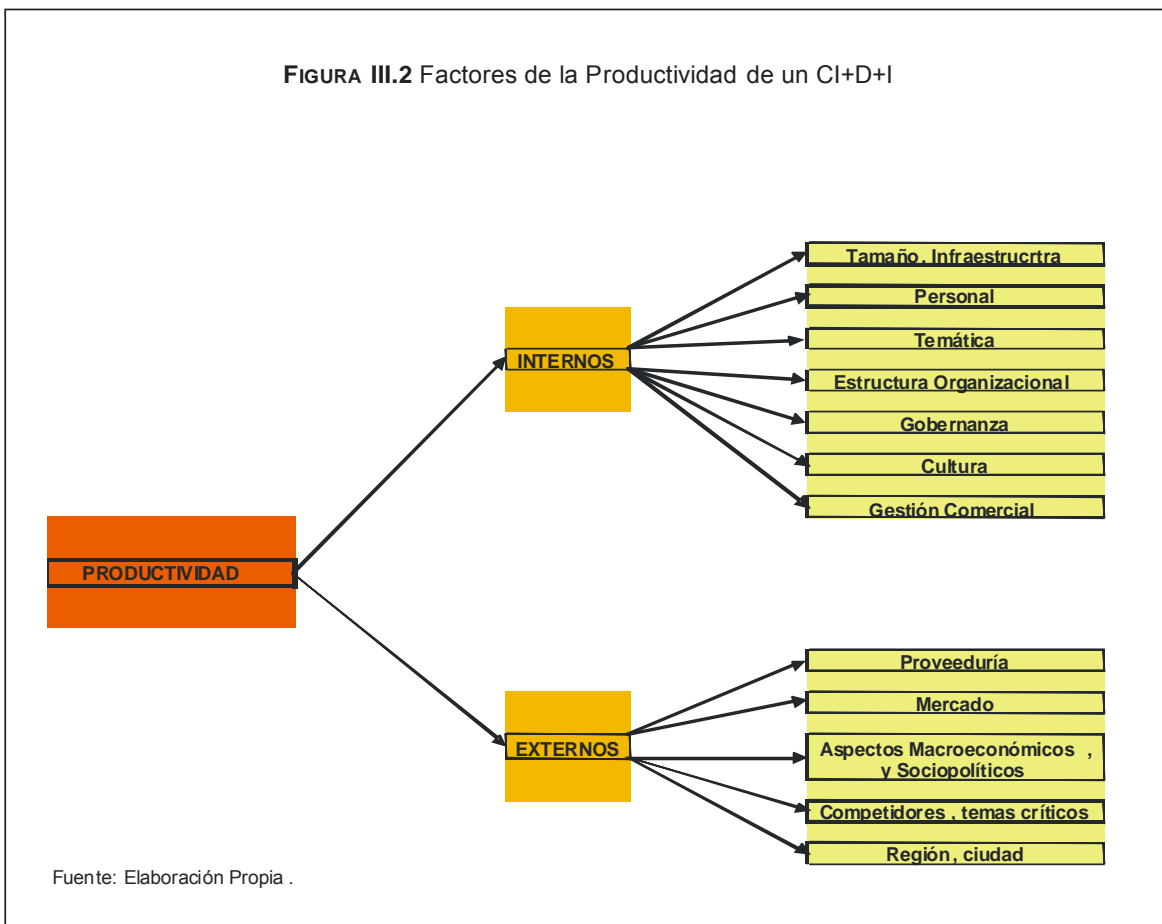 FIGURA III.2 Factores de la Productividad de un CI+D+I
Tamaño, Infraestrucrtra
Personal
Temática
INTERNOS
Estructura Organizacional
Gobernanza
Cultura
Gestión Comercial
PRODUCTIVIDAD
Proveeduría
Mercado
EXTERNOS
Aspectos Macroeconómicos ,
y Sociopolíticos
Competidores , temas críticos
Región , ciudad
Fuente: Elaboración Propia .